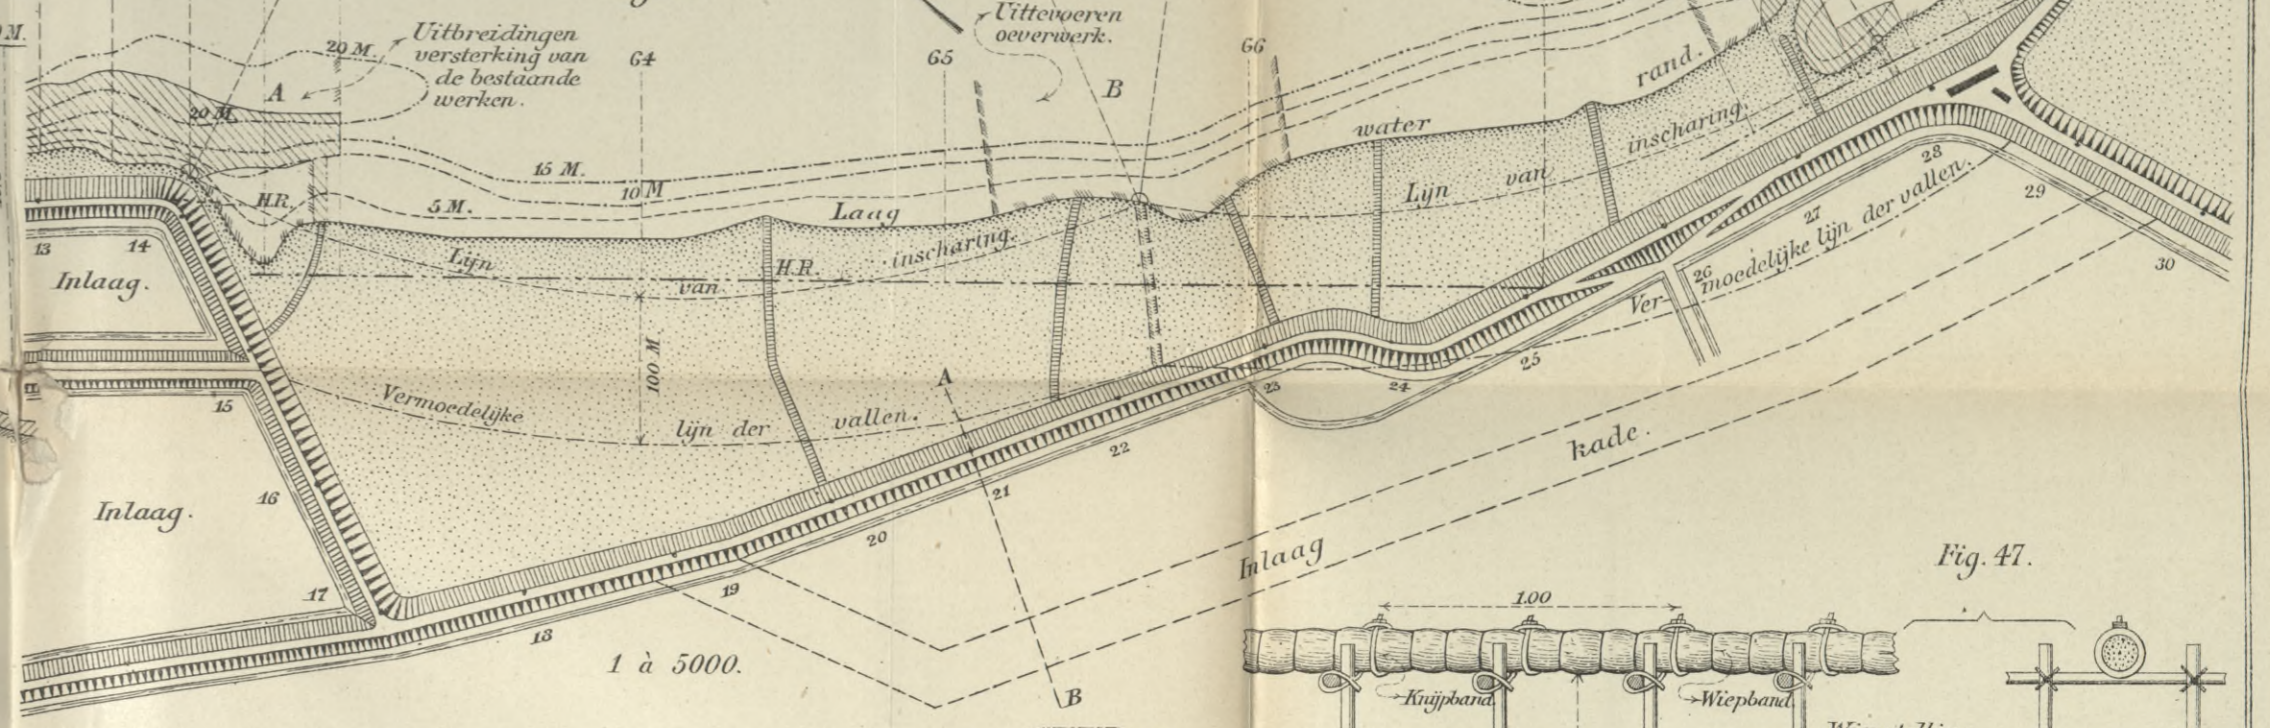 Uitbreidingen
versterking van
de bestaande
werken.
Uittevoeren
oeverwerk.
20 M.
64
65
66
A
B
20 M.
rand.
water
inscharing
Lijn van
15 M.
10 M
5 M.
H.R.
Laag
inscharing.
Lijn
van
H.R.
13
14
Inlaag.
28
29
27
26
30
Ver-
moedelijke lijn der vallen.
100 M
A
Vermoedelijke
lijn der vallen.
15
23
24
25
22
21
16
Inlaag.
20
kade.
Inlaag
17
19
18
1 à 5000.
B
Fig. 47.
1.00
Knijpband.
Wiepband.